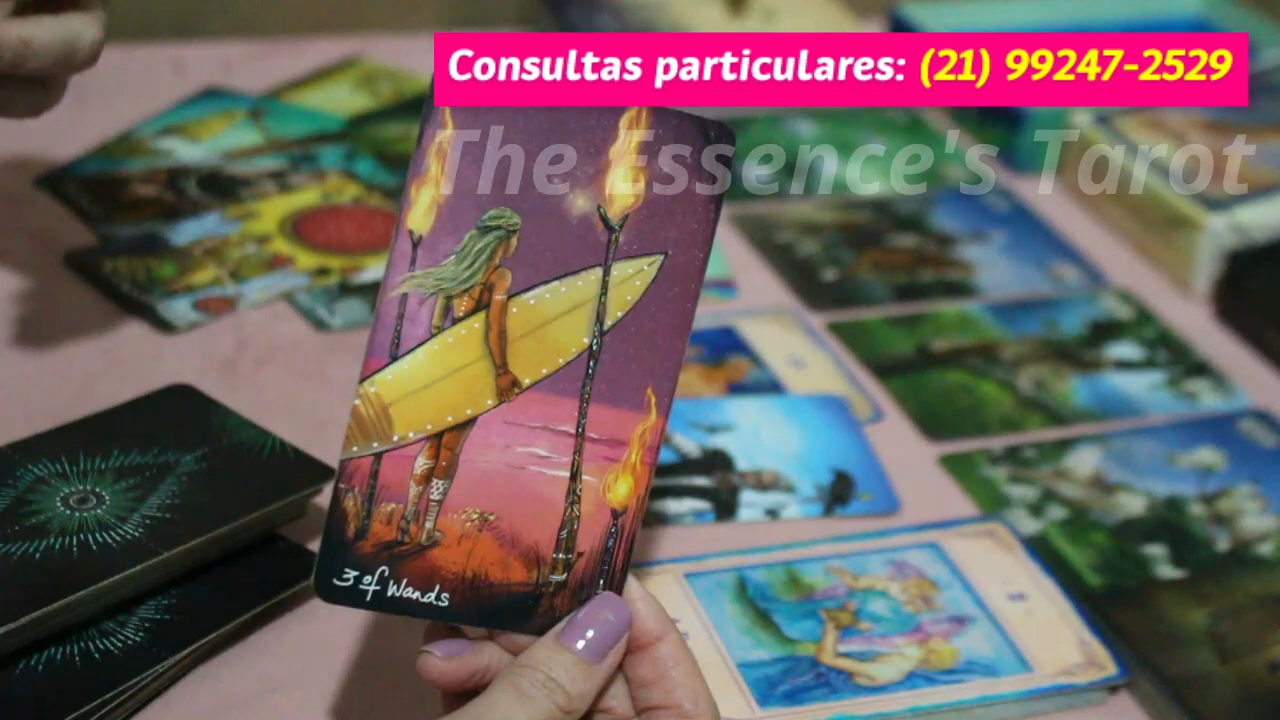 Consultas particulares: (21) 99247-2529
The Essence's Tarot
3 of Wands